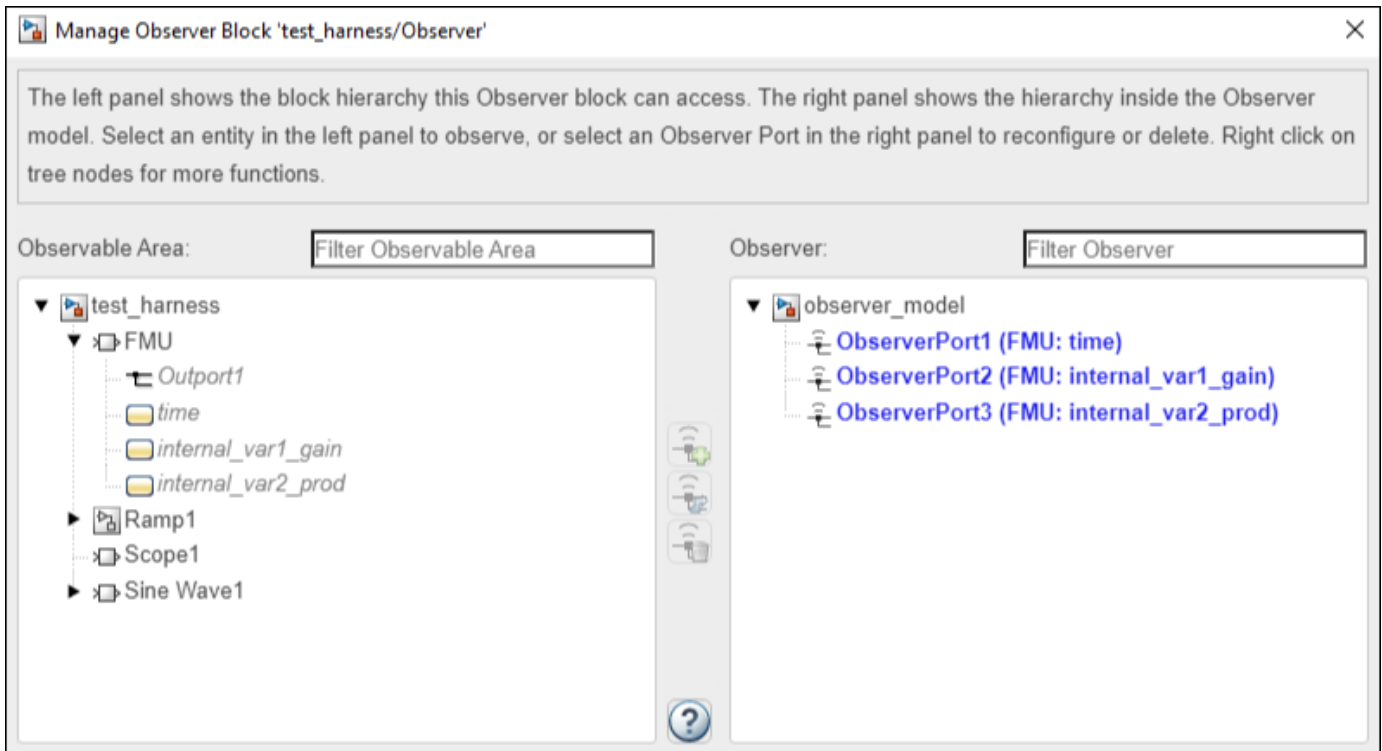 Manage Observer Block 'test_harness/Observer'
The left panel shows the block hierarchy this Observer block can access. The right panel shows the hierarchy inside the Observer
model. Select an entity in the left panel to observe, or select an Observer Port in the right panel to reconfigure or delete. Right click on
tree nodes for more functions.
Observable Area:
Filter Observable Area
test_harness
FMU
Outport1
time
internal_var1_gain
internal_var2_prod
Ramp1
Scope1
Sine Wave1
Observer:
Filter Observer
observer_model
ObserverPort1 (FMU: time)
ObserverPort2 (FMU: internal_var1_gain)
ObserverPort3 (FMU: internal_var2_prod)
?